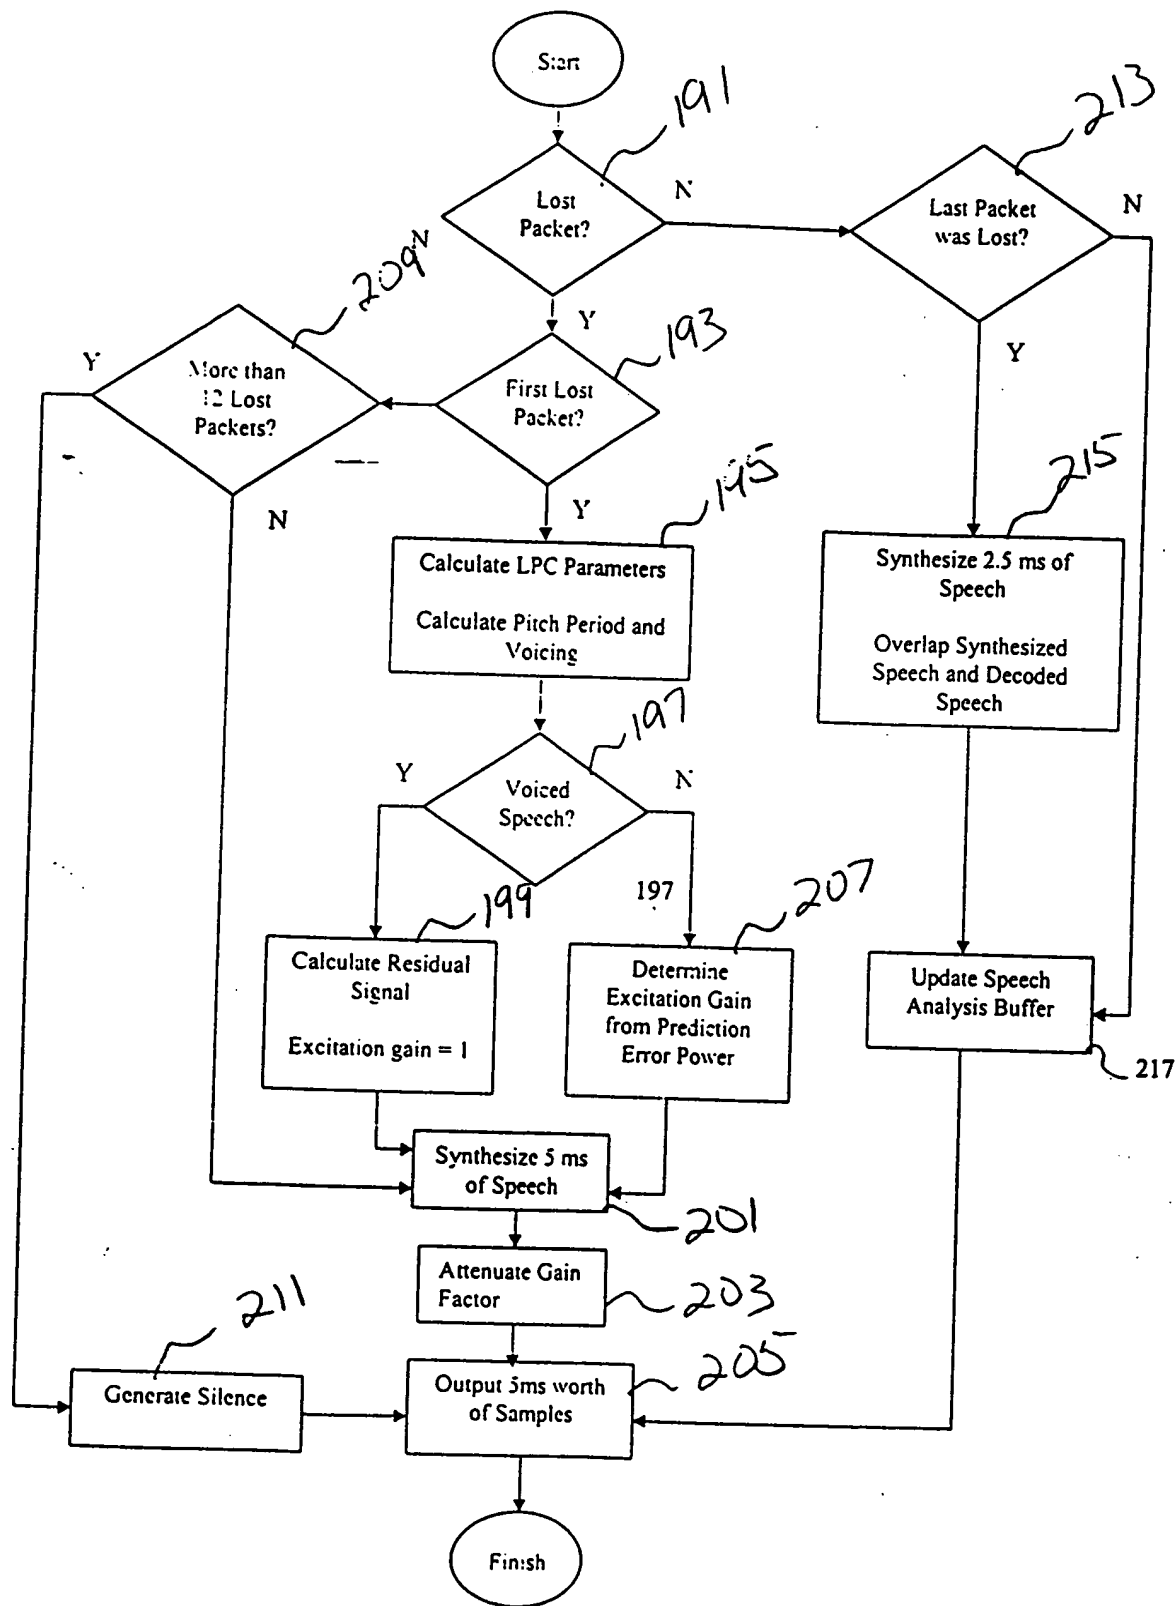 Start
191
213
Lost
Packet?
N
Last Packet
was Lost?
N
209
N
Y
193
Y
Y
More than
12 Lost
Packets?
First Lost
Packet?
N
Y
195
215
Calculate LPC Parameters
Calculate Pitch Period and
Voicing
Synthesize 2.5 ms of
Speech
Overlap Synthesized
Speech and Decoded
Speech
197
Y
Voiced
Speech?
N
199
197
207
Calculate Residual
Signal
Excitation gain = 1
Determine
Excitation Gain
from Prediction
Error Power
Update Speech
Analysis Buffer
217
Synthesize 5 ms
of Speech
201
Attenuate Gain
Factor
203
211
205
Generate Silence
Output 5ms worth
of Samples
Finish